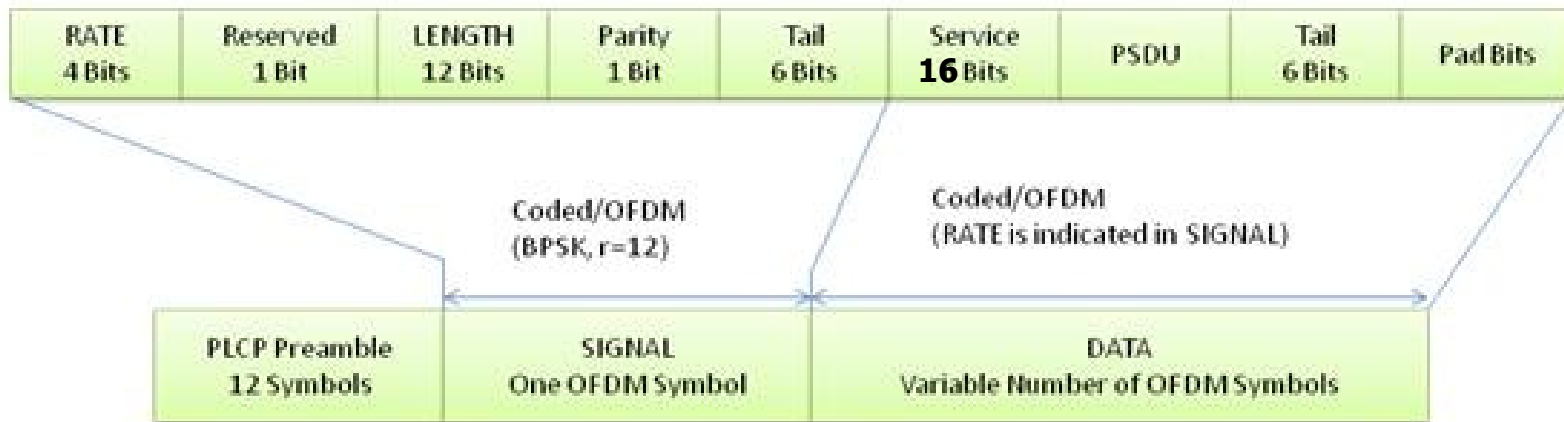 RATE
4 Bits
Reserved
1 Bit
LENGTH
12 Bits
Parity
1 Bit
Tail
6 Bits
Service
16 Bits
PSDU
Tail
6 Bits
Pad Bits
Coded/OFDM
(BPSK, r=12)
Coded/OFDM
(RATE is indicated in SIGNAL)
PLCP Preamble
12 Symbols
SIGNAL
One OFDM Symbol
DATA
Variable Number of OFDM Symbols